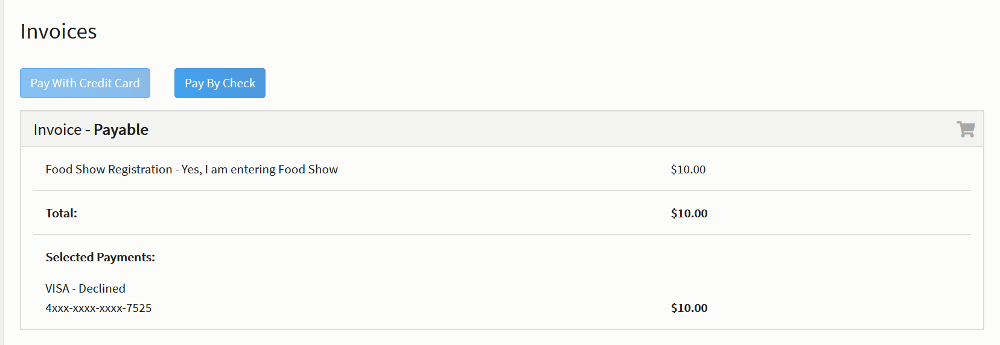 Invoices
Pay With Credit Card
Pay By Check
Invoice - Payable
Food Show Registration - Yes, I am entering Food Show $10.00
Total: $10.00
Selected Payments:
VISA - Declined
4xxx-xxxx-xxxx-7525 $10.00